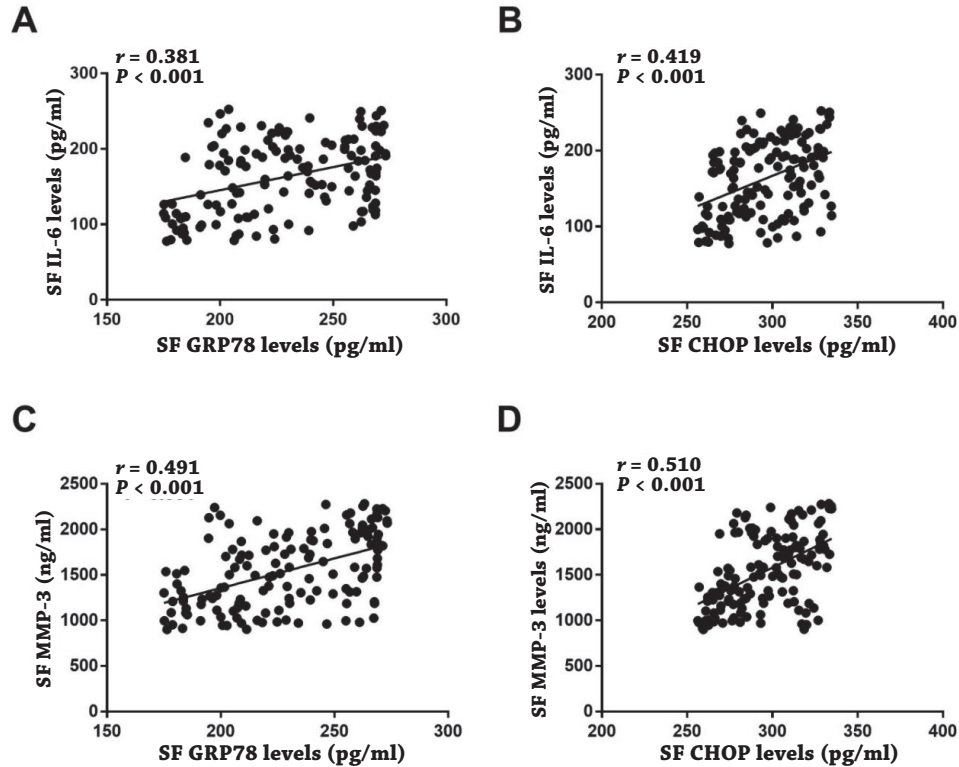 A
r = 0.381
P < 0.001
300
200
100
0
SF IL-6 levels (pg/ml)
150
200
250
300
SF GRP78 levels (pg/ml)
B
r = 0.419
P < 0.001
300
200
100
0
SF IL-6 levels (pg/ml)
200
250
300
350
400
SF CHOP levels (pg/ml)
C
r = 0.491
P < 0.001
2500
2000
1500
1000
500
0
SF MMP-3 (ng/ml)
150
200
250
300
SF GRP78 levels (pg/ml)
D
r = 0.510
P < 0.001
2500
2000
1500
1000
500
0
SF MMP-3 levels (ng/ml)
200
250
300
350
400
SF CHOP levels (pg/ml)